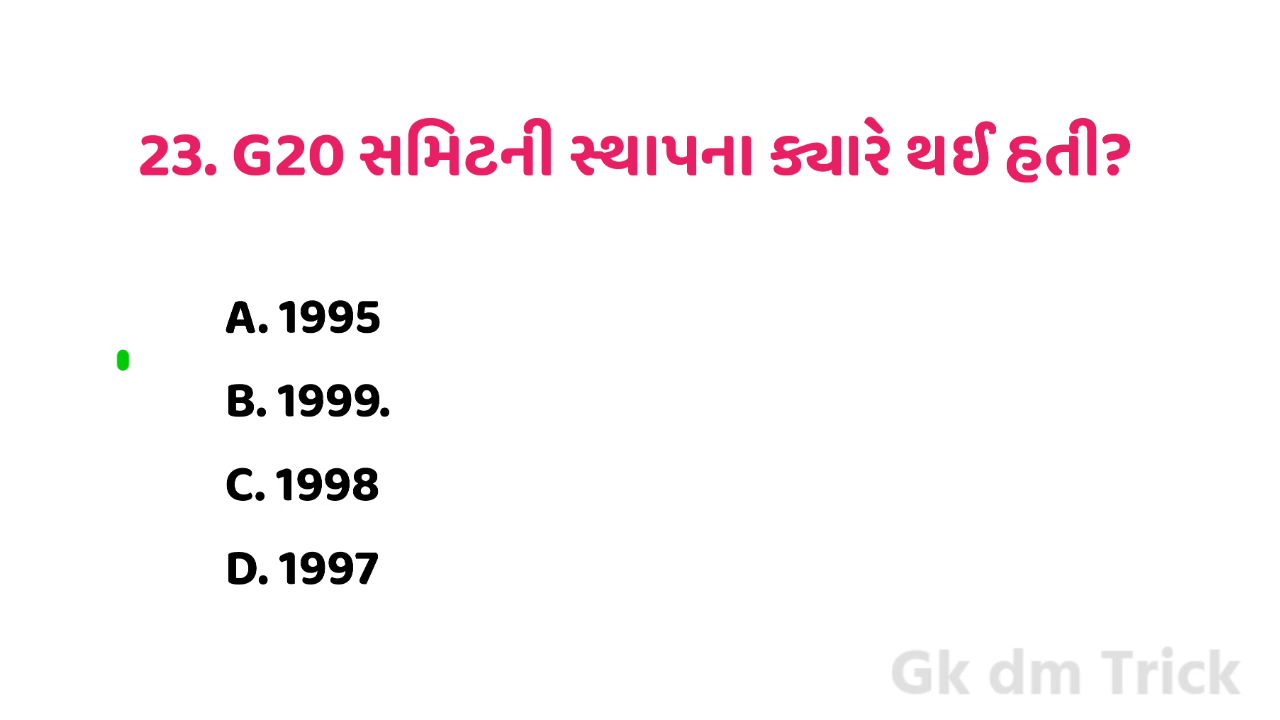 23. G20 સમિટની સ્થાપના ક્યારે થઈ હતી?
A. 1995
B. 1999.
C. 1998
D. 1997
Gk dm Trick